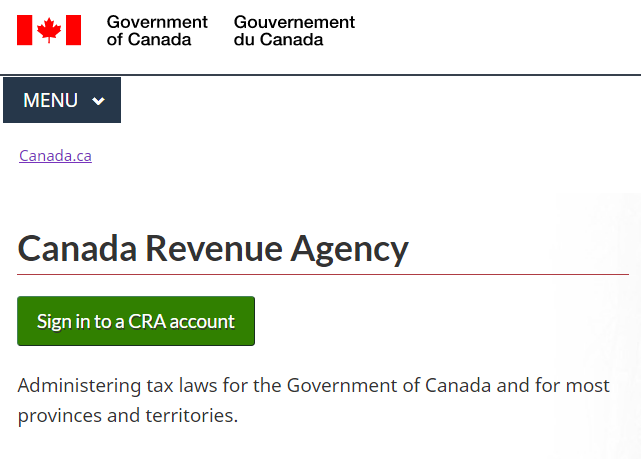 Government of Canada
Gouvernement du Canada
MENU
Canada.ca
Canada Revenue Agency
Sign in to a CRA account
Administering tax laws for the Government of Canada and for most
provinces and territories.